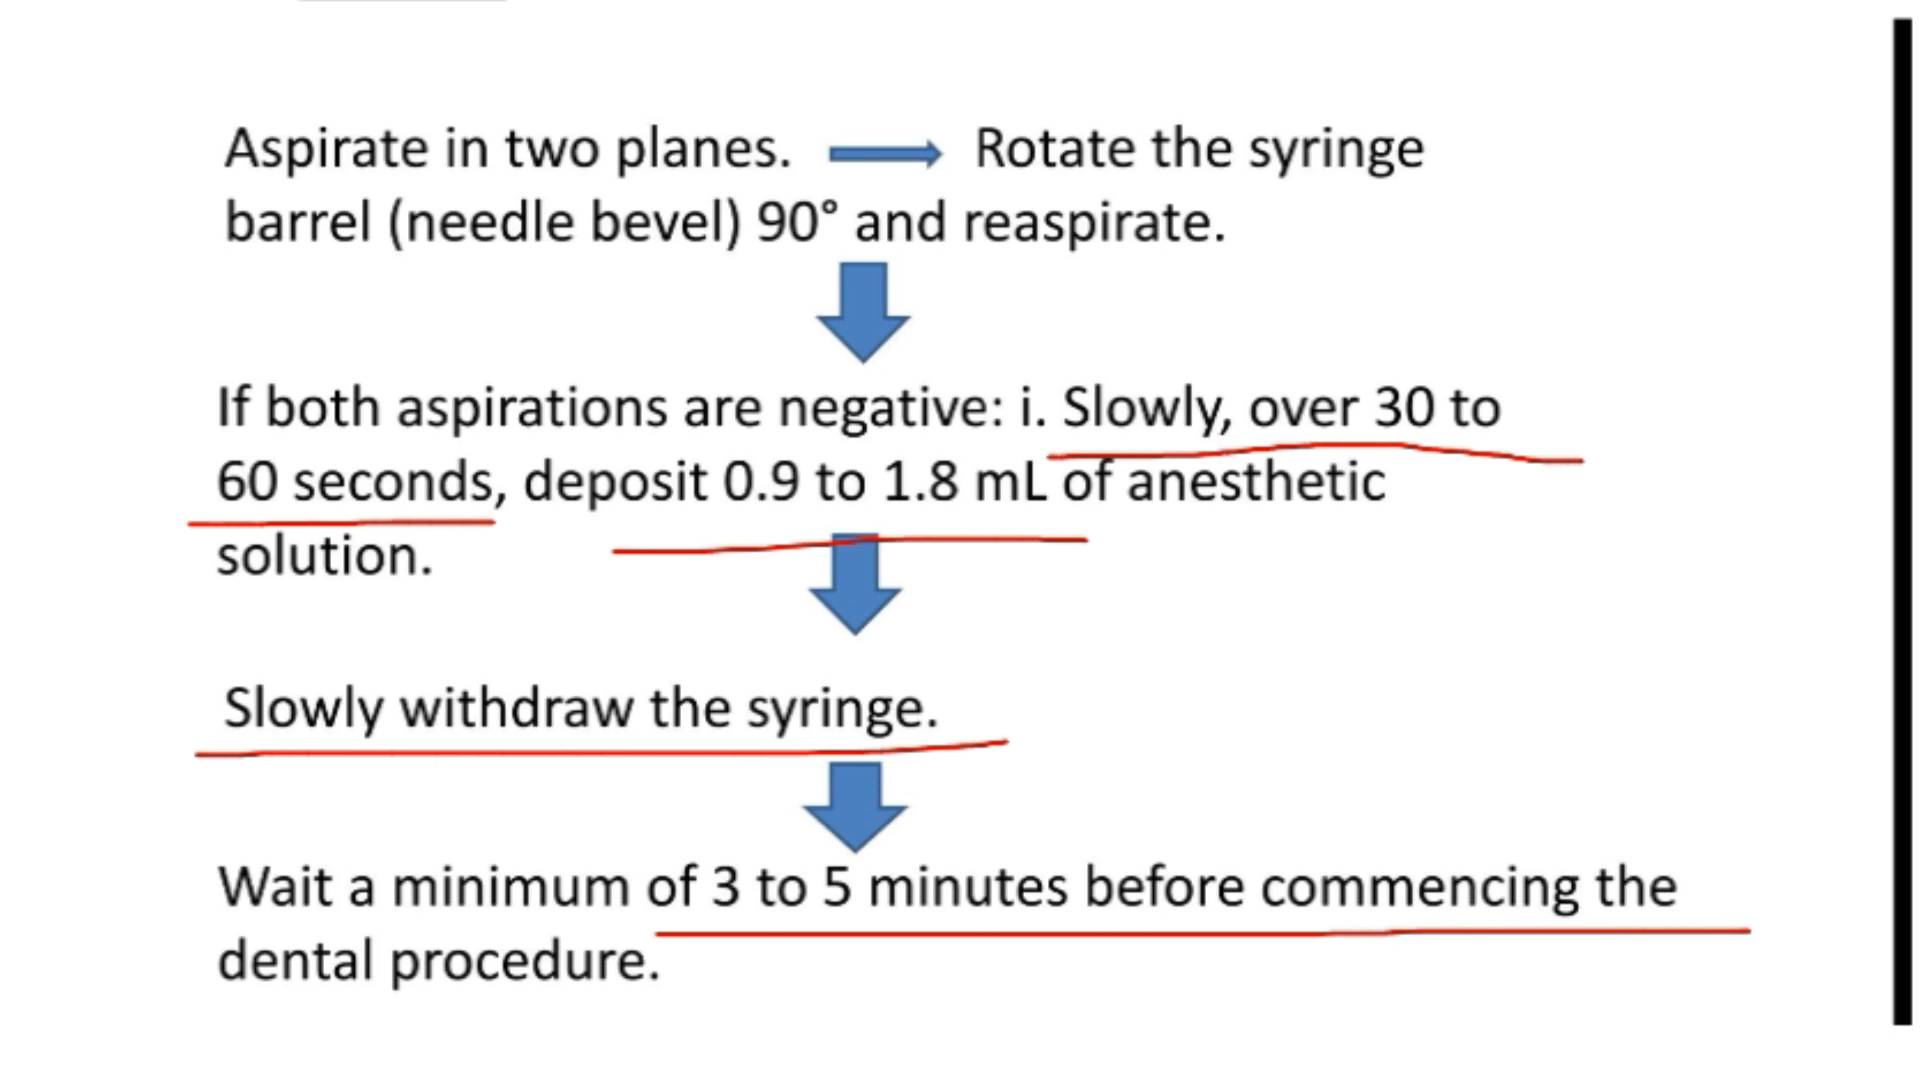 Aspirate in two planes. Rotate the syringe
barrel (needle bevel) 90° and reaspirate.
If both aspirations are negative: i. Slowly, over 30 to
60 seconds, deposit 0.9 to 1.8 mL of anesthetic
solution.
Slowly withdraw the syringe.
Wait a minimum of 3 to 5 minutes before commencing the
dental procedure.